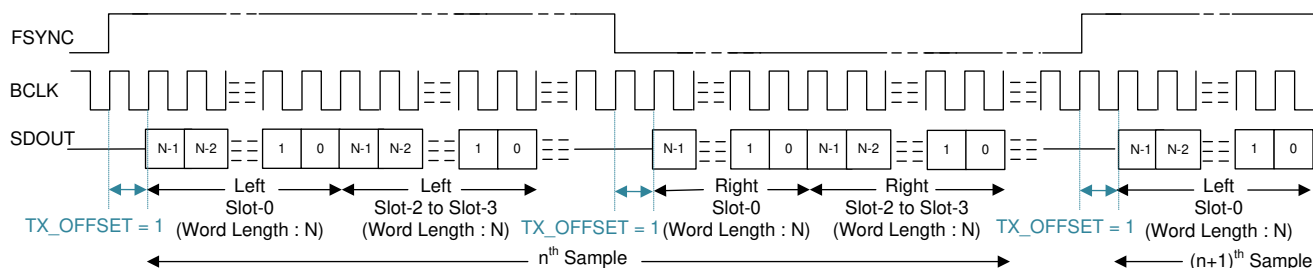 FSYNC
BCLK
SDOUT
N-1 N-2 1 0 N-1 N-2 1 0 N-1 1 0 N-1 N-2 1 0 N-1 N-2 1 0
Left Left Right Right Left
Slot-0 Slot-2 to Slot-3 Slot-0 Slot-2 to Slot-3 Slot-0
TX_OFFSET = 1 (Word Length : N) (Word Length : N) TX_OFFSET = 1 (Word Length : N) (Word Length : N) TX_OFFSET = 1 (Word Length : N)
nth Sample (n+1)th Sample